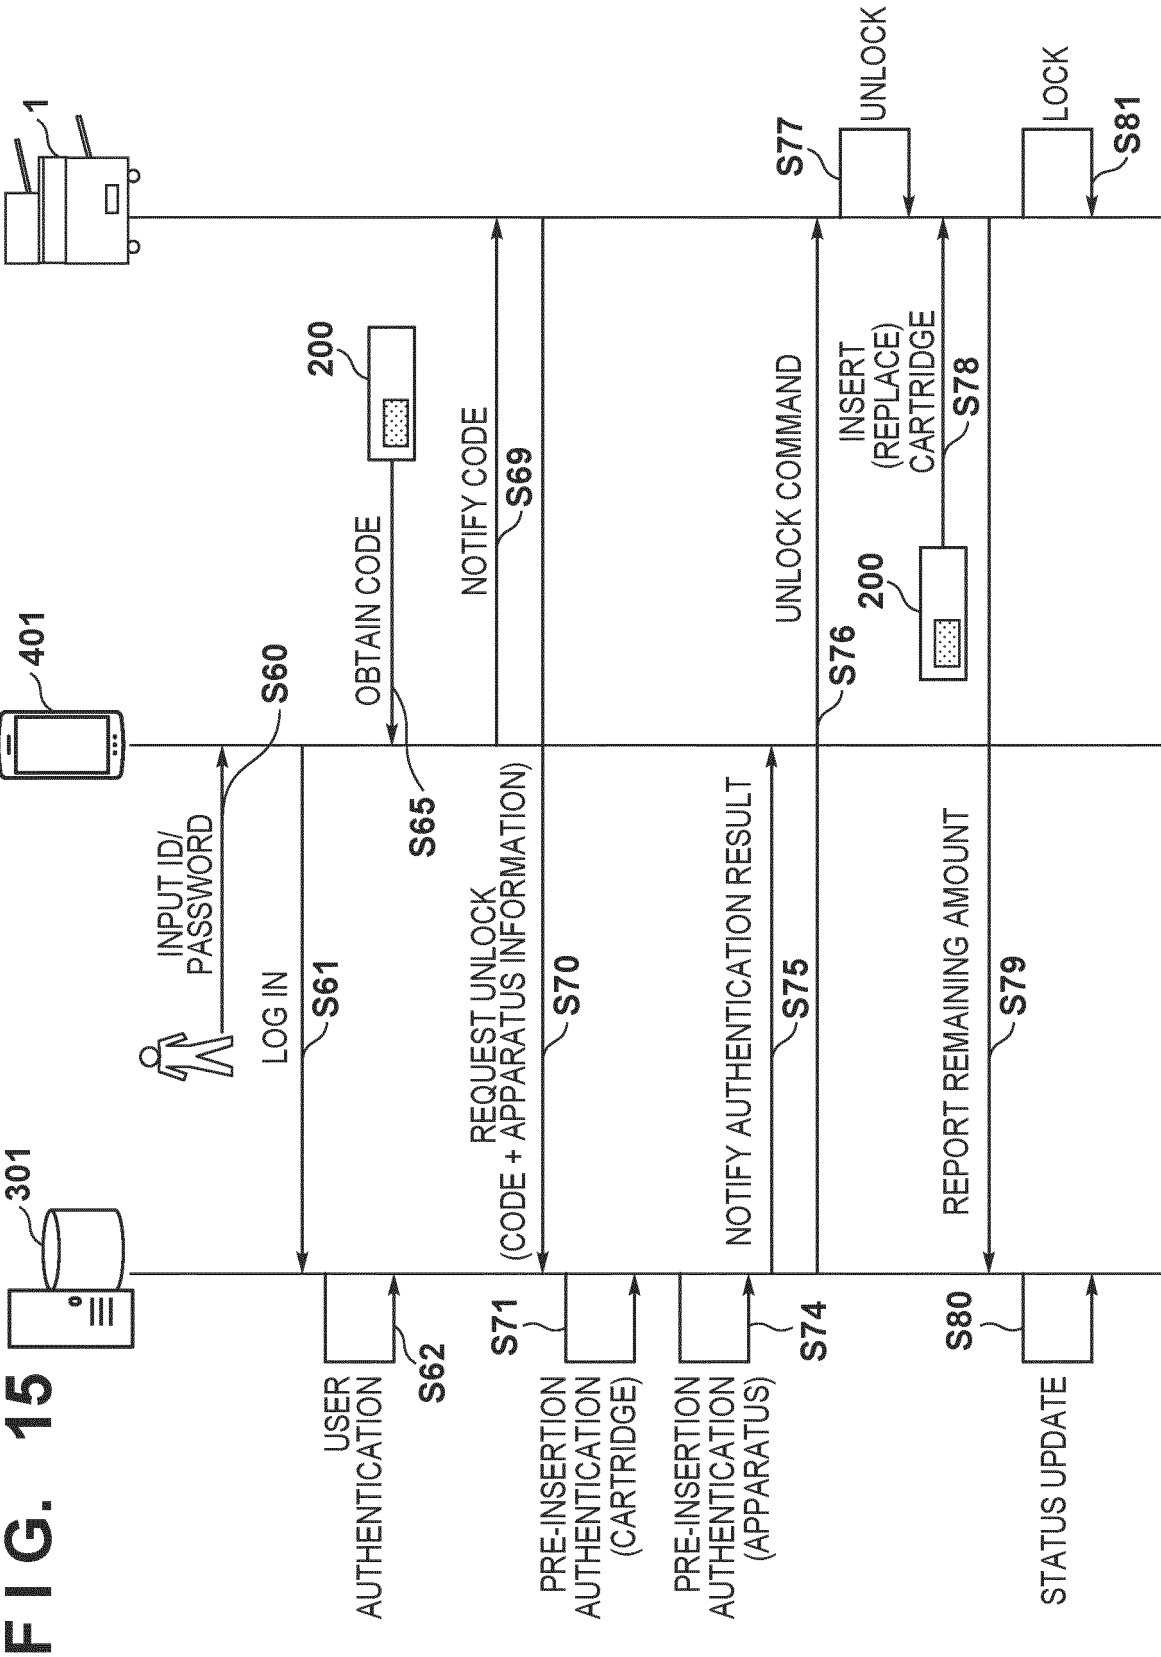 FIG. 15
301
401
1
INPUT ID/
PASSWORD
S60
LOG IN
S61
USER
AUTHENTICATION
S62
200
OBTAIN CODE
S65
NOTIFY CODE
S69
REQUEST UNLOCK
(CODE + APPARATUS INFORMATION)
S70
PRE-INSERTION
AUTHENTICATION
(CARTRIDGE)
S71
PRE-INSERTION
AUTHENTICATION
(APPARATUS)
S74
NOTIFY AUTHENTICATION RESULT
S75
UNLOCK COMMAND
S76
S77
UNLOCK
INSERT
(REPLACE)
CARTRIDGE
200
S78
REPORT REMAINING AMOUNT
S79
STATUS UPDATE
S80
LOCK
S81